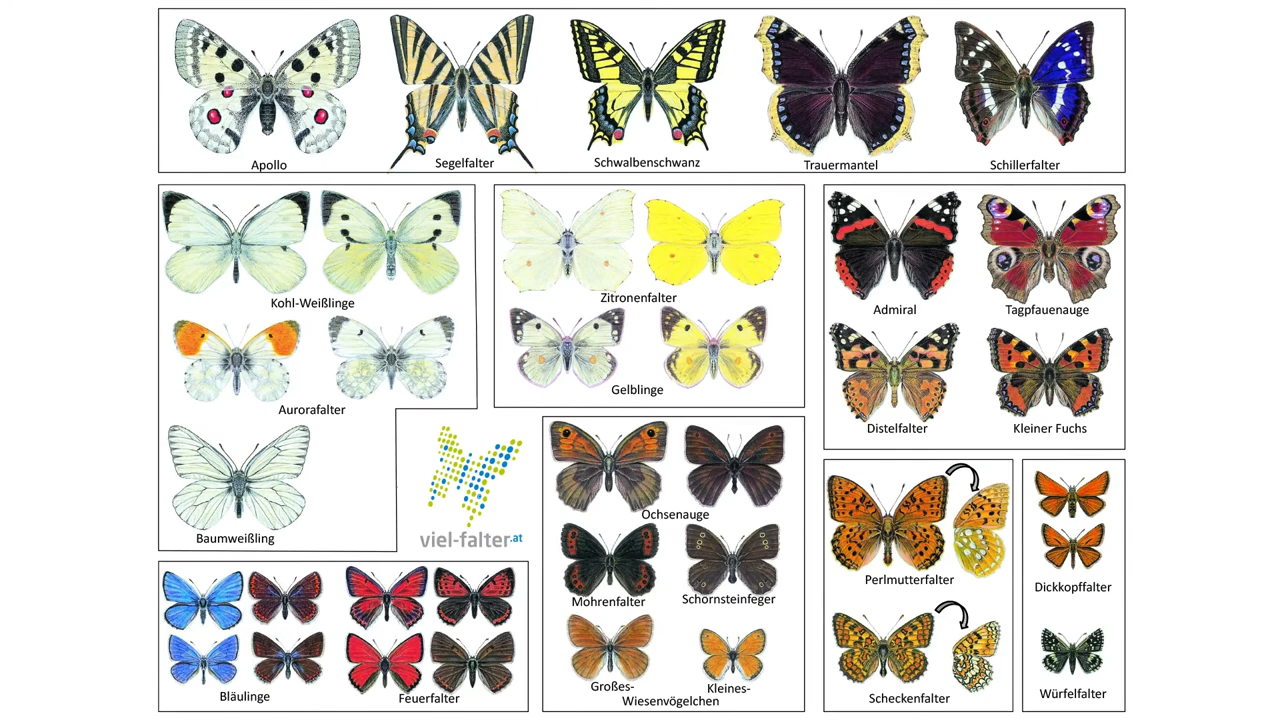 Apollo
Segelfalter
Schwalbenschwanz
Trauermantel
Schillerfalter
Kohl-Weißlinge
Aurorafalter
Baumweißling
Zitronenfalter
Gelblinge
Admiral
Tagpfauenauge
Distelfalter
Kleiner Fuchs
viel-falter.at
Ochsenauge
Mohrenfalter
Schornsteinfeger
Großes-
Kleines-
Wiesenvögelchen
Perlmutterfalter
Scheckenfalter
Dickkopffalter
Würfelfalter
Bläulinge
Feuerfalter